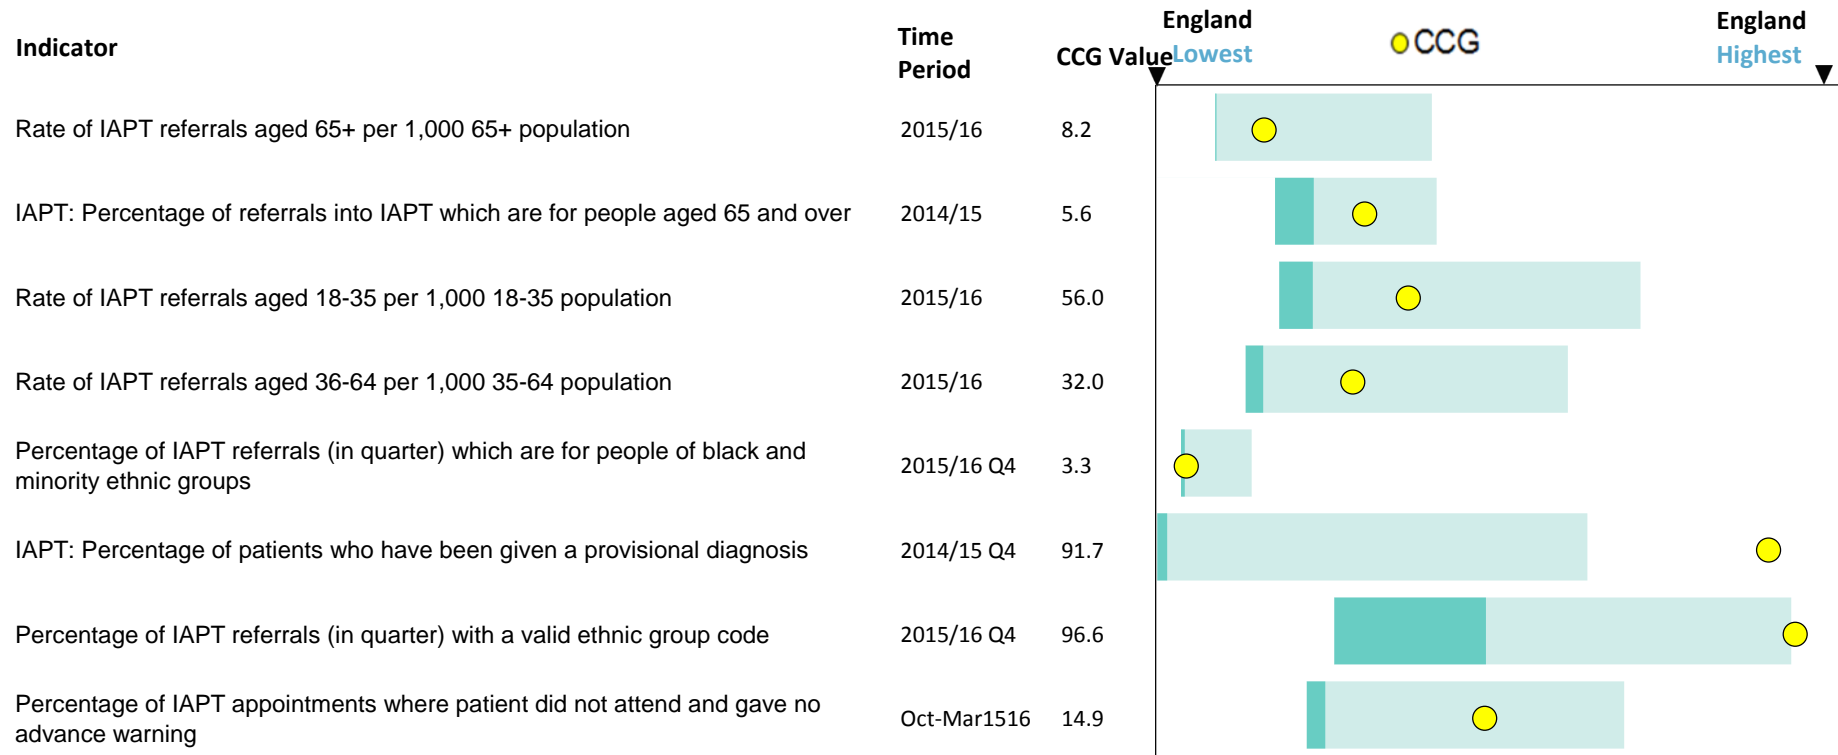 Indicator
Time
Period
CCG Value
England
Lowest
CCG
England
Highest
Rate of IAPT referrals aged 65+ per 1,000 65+ population 2015/16 8.2
IAPT: Percentage of referrals into IAPT which are for people aged 65 and over 2014/15 5.6
Rate of IAPT referrals aged 18-35 per 1,000 18-35 population 2015/16 56.0
Rate of IAPT referrals aged 36-64 per 1,000 35-64 population 2015/16 32.0
Percentage of IAPT referrals (in quarter) which are for people of black and
minority ethnic groups
2015/16 Q4 3.3
IAPT: Percentage of patients who have been given a provisional diagnosis 2014/15 Q4 91.7
Percentage of IAPT referrals (in quarter) with a valid ethnic group code 2015/16 Q4 96.6
Percentage of IAPT appointments where patient did not attend and gave no
advance warning
Oct-Mar1516 14.9